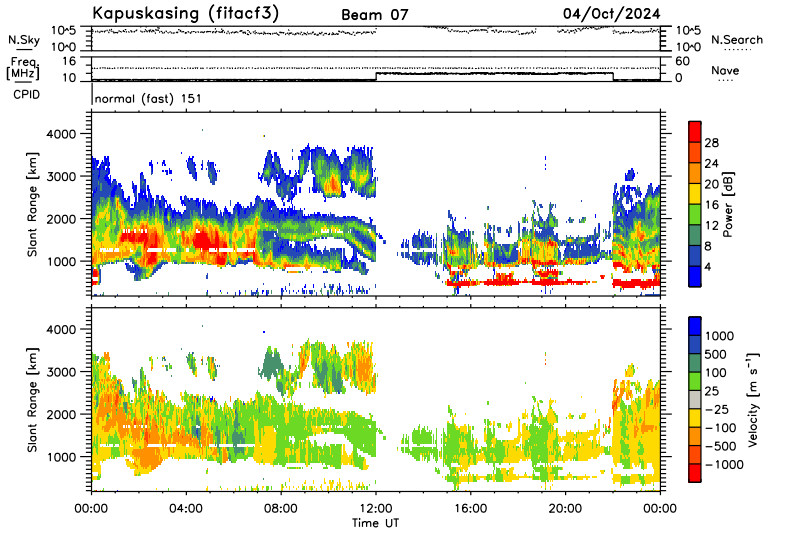 Kapuskasing (fitacf3) Beam 07 04/Oct/2024
N.Sky 10^5 10^0 10^5 10^0 N.Search
Freq. [MHz] 16 10 60 0 Nave
CPID normal (fast) 151
Slant Range [km] 4000 3000 2000 1000
Power [dB] 28 24 20 16 12 8 4
Slant Range [km] 4000 3000 2000 1000
Velocity [m s⁻¹] 1000 500 100 25 −25 −100 −500 −1000
00:00 04:00 08:00 12:00 16:00 20:00 00:00
Time UT